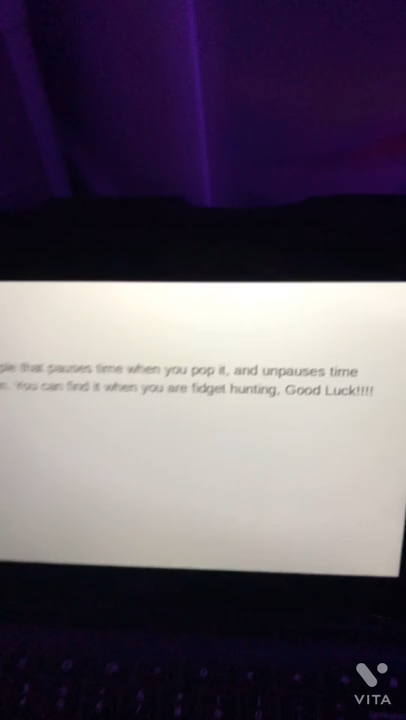 that pauses time when you pop it, and unpauses time
You can find it when you are fidget hunting, Good Luck!!!!
VITA